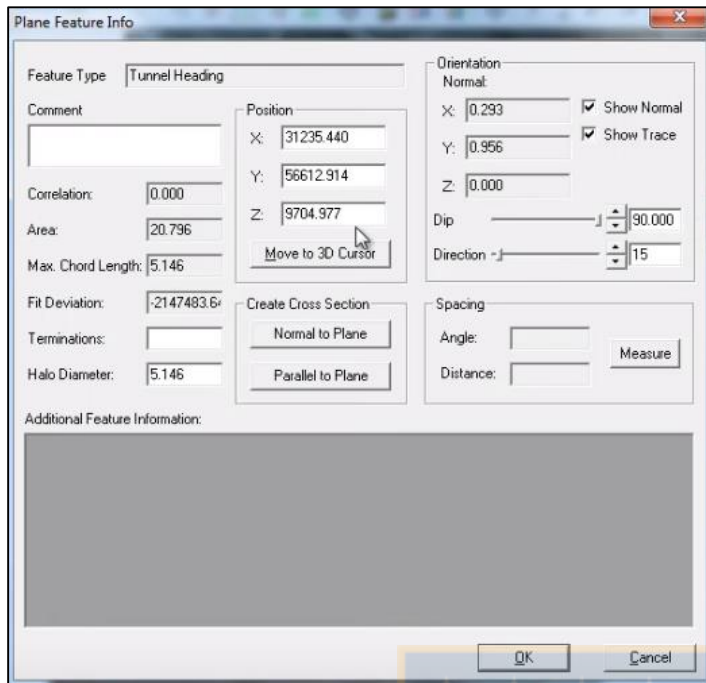 Plane Feature Info
Feature Type Tunnel Heading
Comment
Correlation: 0.000
Area: 20.796
Max. Chord Length: 5.146
Fit Deviation: -2147483.64
Terminations:
Halo Diameter: 5.146
Position
X: 31235.440
Y: 56612.914
Z: 9704.977
Move to 3D Cursor
Create Cross Section
Normal to Plane
Parallel to Plane
Orientation
Normal:
X: 0.293
Show Normal
Y: 0.956
Show Trace
Z: 0.000
Dip 90.000
Direction 15
Spacing
Angle:
Distance:
Measure
Additional Feature Information:
OK Cancel